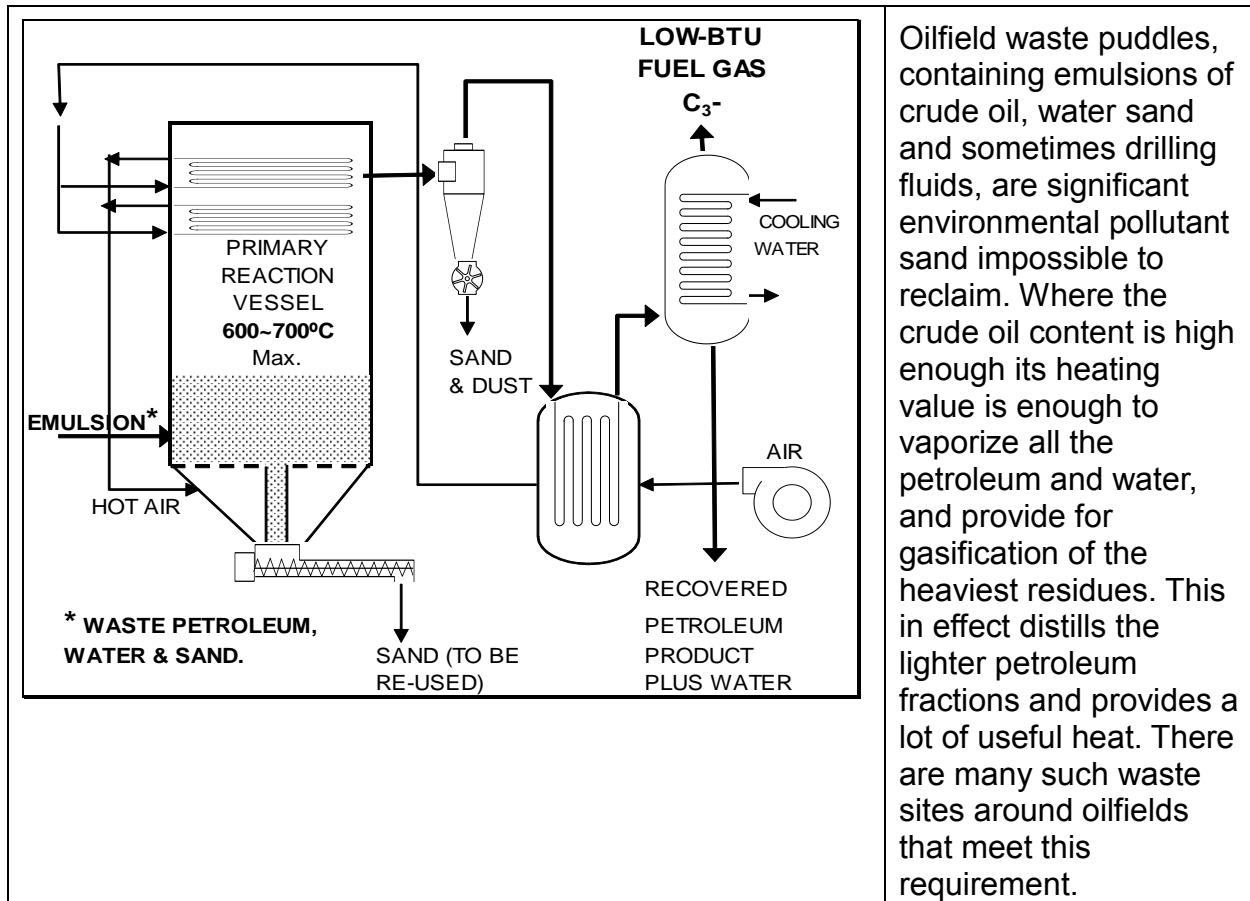 LOW-BTU
FUEL GAS
C₃-
COOLING
WATER
PRIMARY
REACTION
VESSEL
600~700ºC
Max.
SAND
& DUST
EMULSION*
HOT AIR
AIR
* WASTE PETROLEUM,
WATER & SAND.
SAND (TO BE
RE-USED)
RECOVERED
PETROLEUM
PRODUCT
PLUS WATER
Oilfield waste puddles,
containing emulsions of
crude oil, water sand
and sometimes drilling
fluids, are significant
environmental pollutant
sand impossible to
reclaim. Where the
crude oil content is high
enough its heating
value is enough to
vaporize all the
petroleum and water,
and provide for
gasification of the
heaviest residues. This
in effect distills the
lighter petroleum
fractions and provides a
lot of useful heat. There
are many such waste
sites around oilfields
that meet this
requirement.